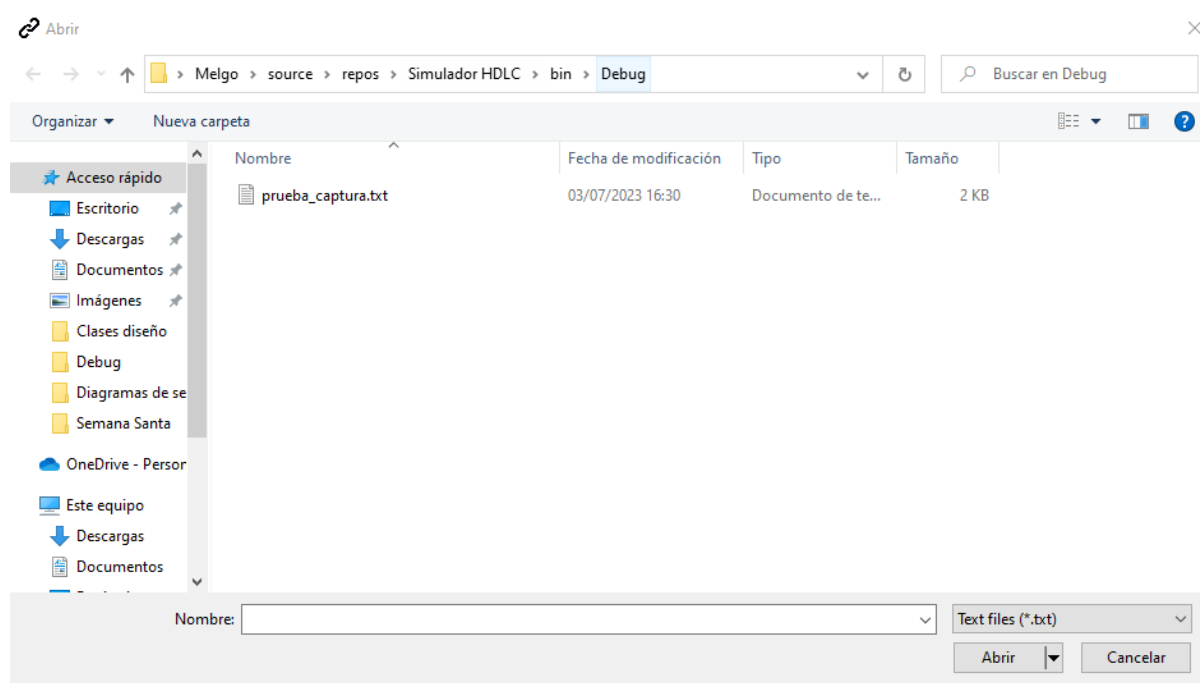 Abrir
Melgo > source > repos > Simulador HDLC > bin > Debug
Buscar en Debug
Organizar
Nueva carpeta
Nombre
Fecha de modificación
Tipo
Tamaño
prueba_captura.txt
03/07/2023 16:30
Documento de te...
2 KB
Acceso rápido
Escritorio
Descargas
Documentos
Imágenes
Clases diseño
Debug
Diagramas de se
Semana Santa
OneDrive - Person
Este equipo
Descargas
Documentos
Nombre:
Text files (*.txt)
Abrir
Cancelar